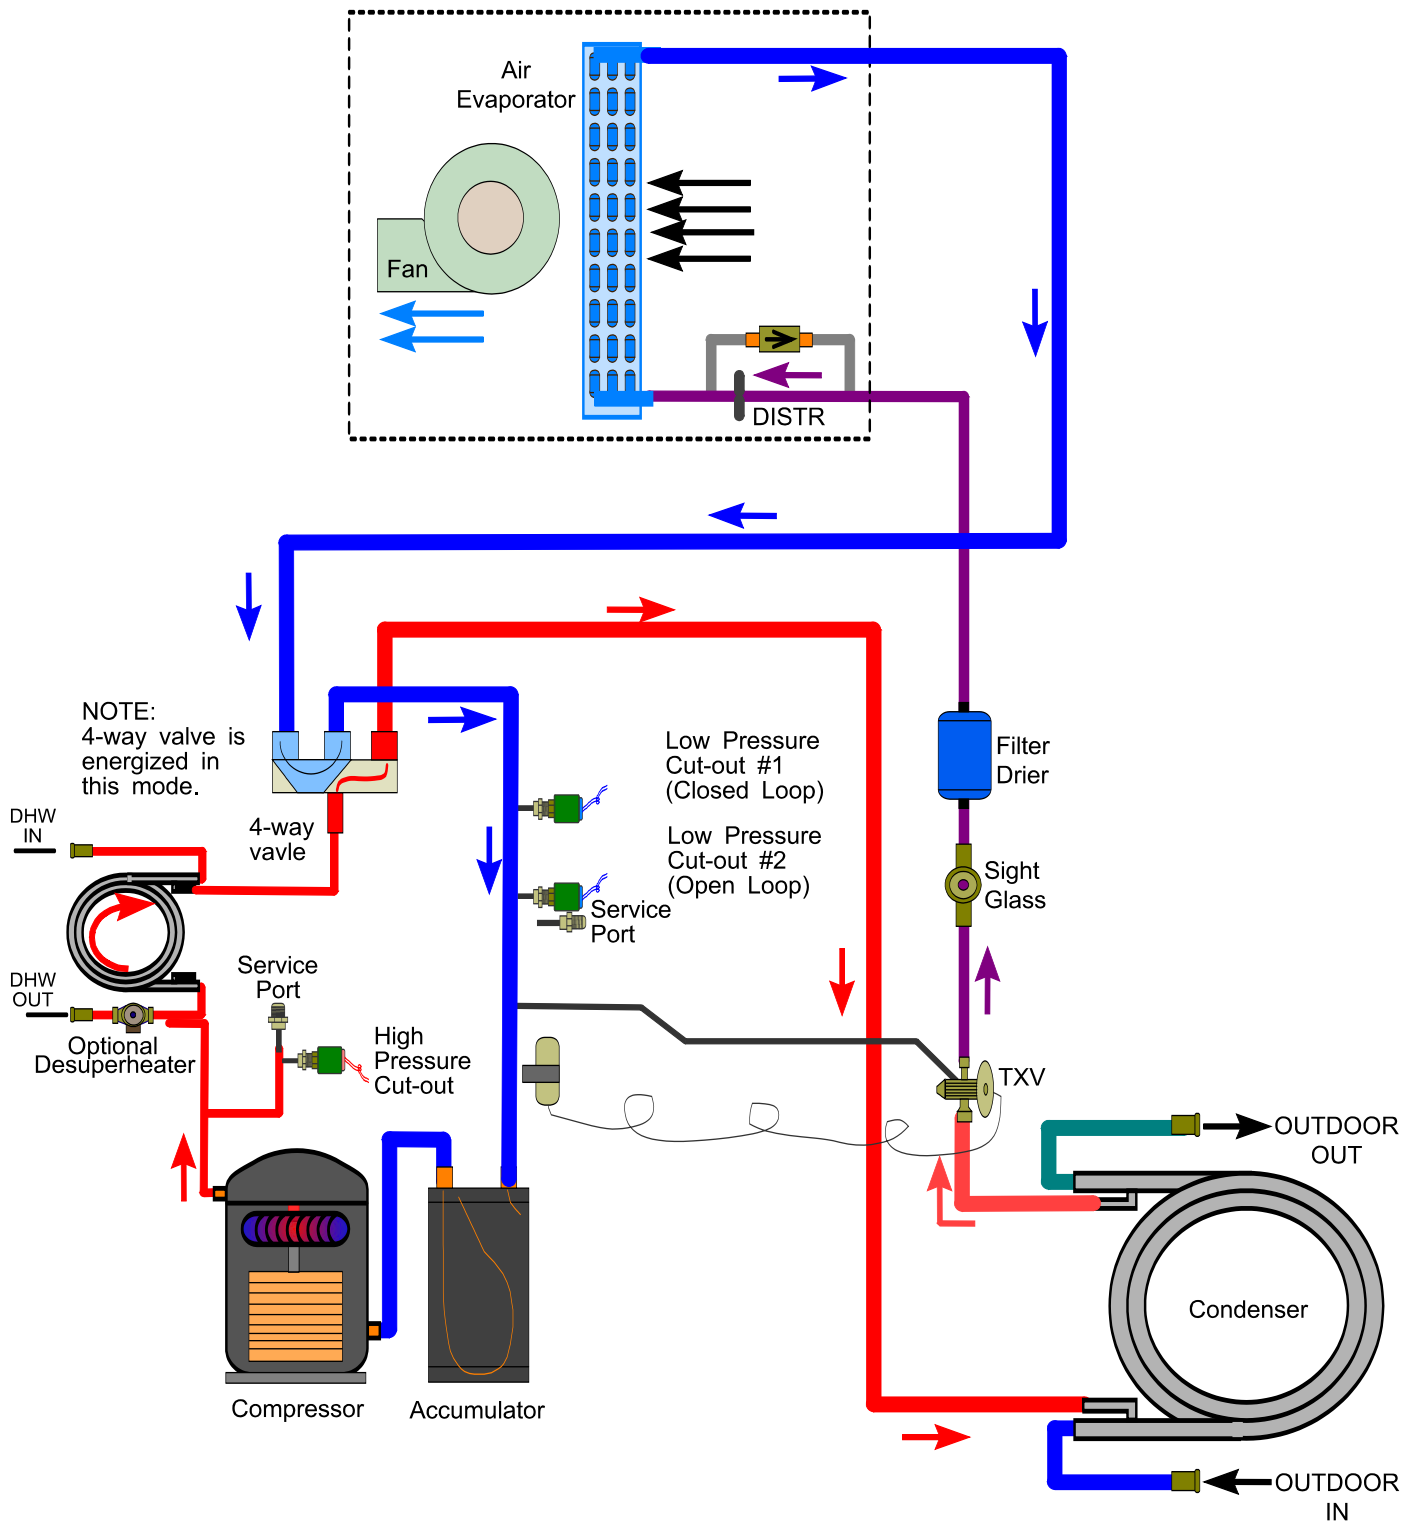 Air
Evaporator
Fan
DISTR
NOTE:
4-way valve is
energized in
this mode.
4-way
vavle
Low Pressure
Cut-out #1
(Closed Loop)
Low Pressure
Cut-out #2
(Open Loop)
Filter
Drier
Sight
Glass
Service
Port
DHW
IN
DHW
OUT
Optional
Desuperheater
Service
Port
High
Pressure
Cut-out
TXV
OUTDOOR
OUT
Condenser
Compressor
Accumulator
OUTDOOR
IN